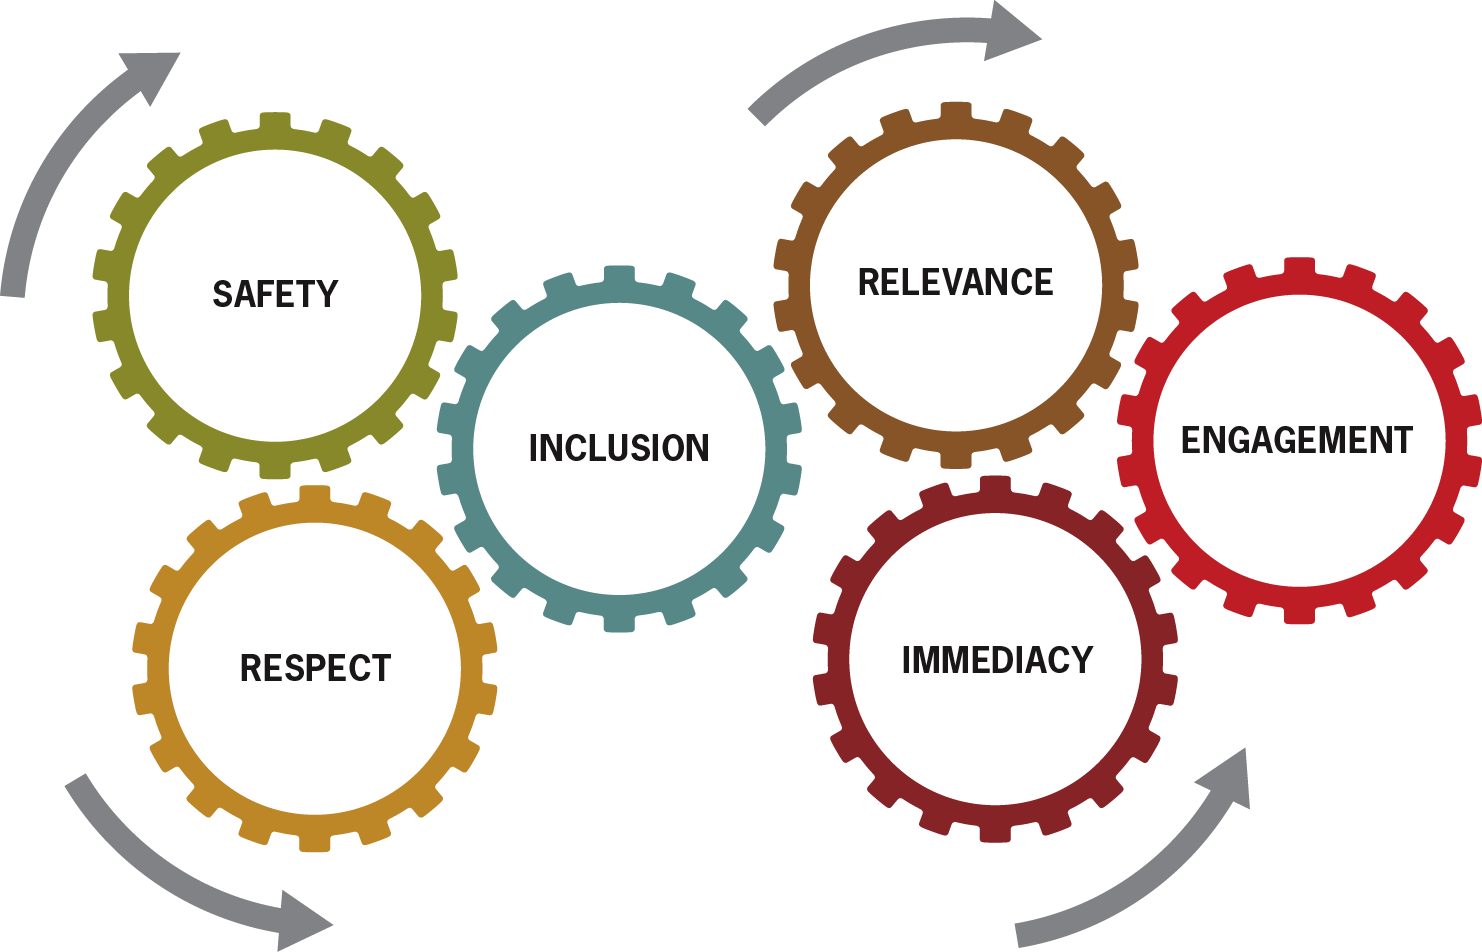 SAFETY
RESPECT
INCLUSION
RELEVANCE
IMMEDIACY
ENGAGEMENT